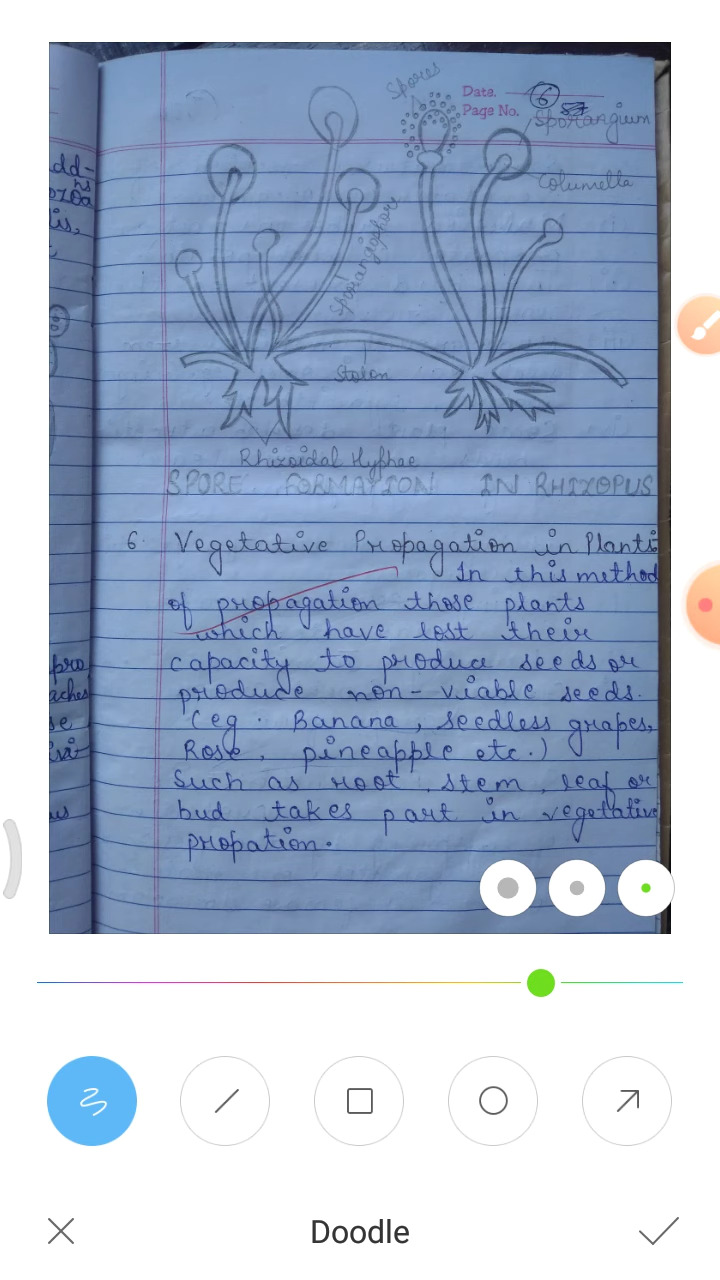 Spores
Date.
6
Page No.
57
Sporangium
Columella
Sporangiophore
Stolon
Rhizoidal Hyphae
SPORE FORMATION IN RHIZOPUS
6. Vegetative Propagation in Plants
In this method
of propagation those plants
which have lost their
capacity to produce seeds or
produce non-viable seeds.
(eg. Banana, seedless grapes,
Rose, pineapple etc.)
Such as root, stem, leaf or
bud takes part in vegetative
propation.
Doodle